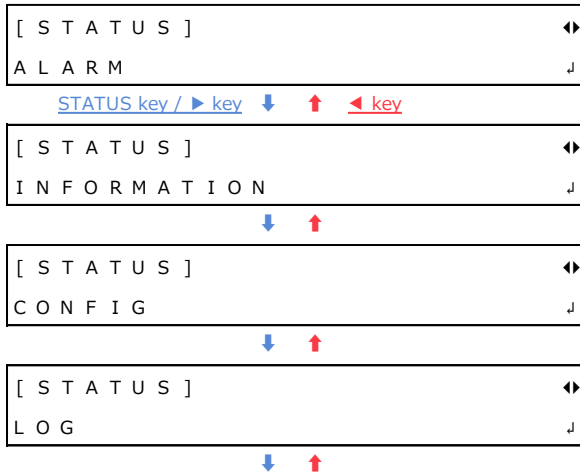 [ S T A T U S ] ◀▶
A L A R M ↲
STATUS key / ▶ key ⬇ ⬆ ◀ key
[ S T A T U S ] ◀▶
I N F O R M A T I O N ↲
⬇ ⬆
[ S T A T U S ] ◀▶
C O N F I G ↲
⬇ ⬆
[ S T A T U S ] ◀▶
L O G ↲
⬇ ⬆